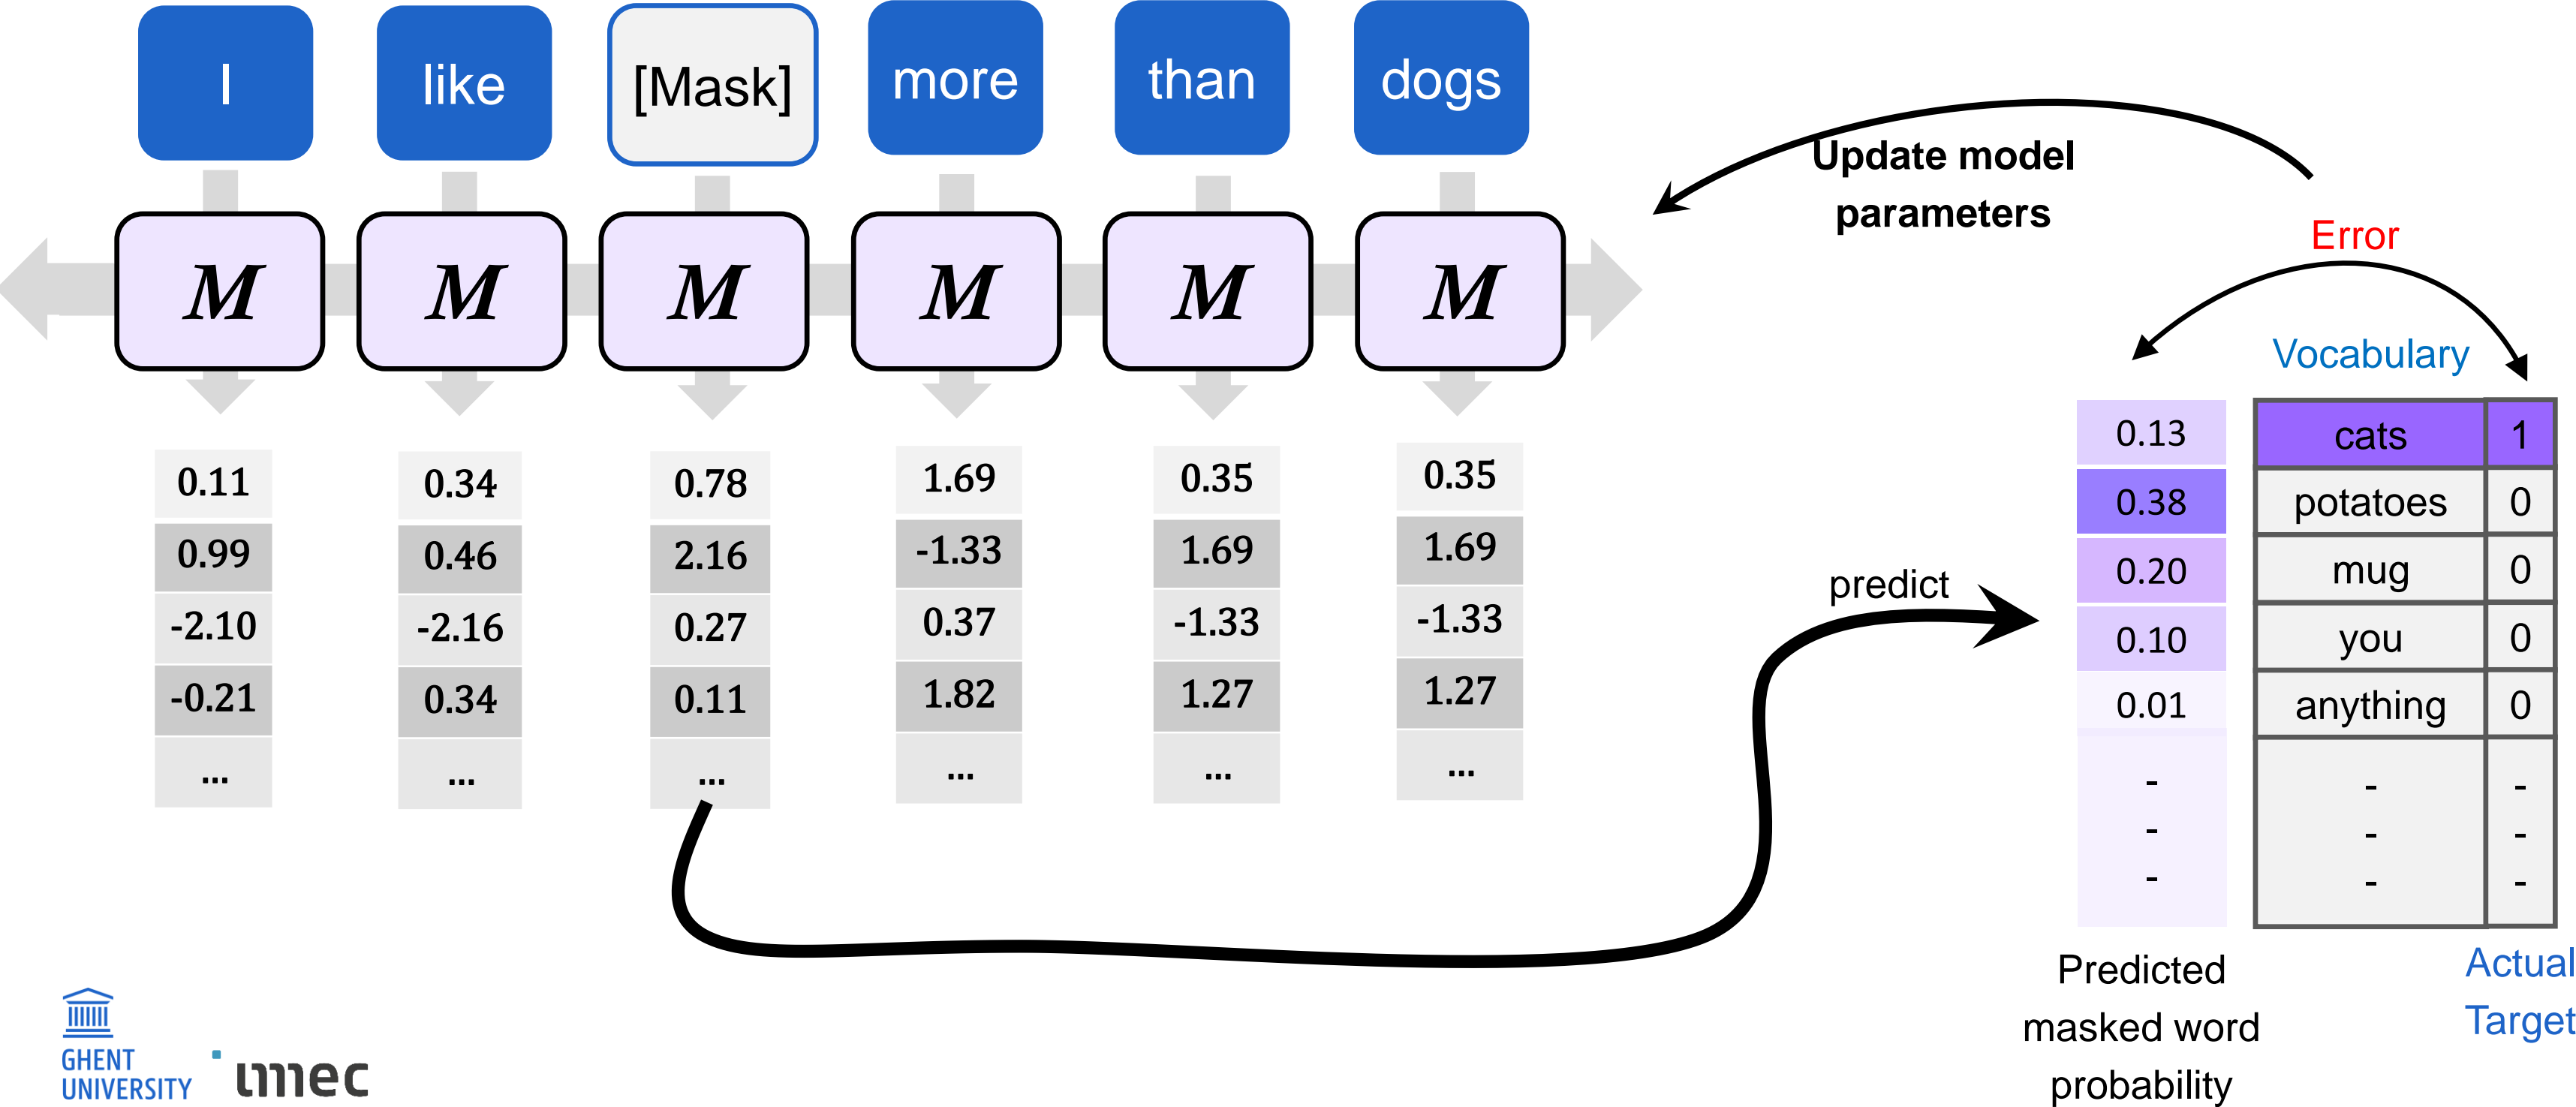 I like [Mask] more than dogs
Update model
parameters
Error
M M M M M M
Vocabulary
0.11 0.34 0.78 1.69 0.35 0.35
0.99 0.46 2.16 -1.33 1.69 1.69
-2.10 -2.16 0.27 0.37 -1.33 -1.33
-0.21 0.34 0.11 1.82 1.27 1.27
... ... ... ... ... ...
predict
0.13 cats 1
0.38 potatoes 0
0.20 mug 0
0.10 you 0
0.01 anything 0
- - -
- - -
- - -
Predicted
masked word
probability
Actual
Target
GHENT
UNIVERSITY
imec